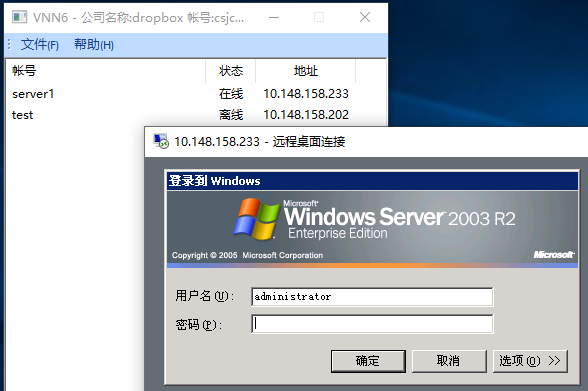 VNN6 - 公司名称:dropbox 帐号:csjc...
文件(F) 帮助(H)
帐号 状态 地址
server1 在线 10.148.158.233
test 离线 10.148.158.202
10.148.158.233 - 远程桌面连接
登录到 Windows
Microsoft
Windows Server 2003 R2
Enterprise Edition
Copyright © 2005 Microsoft Corporation Microsoft
用户名(U): administrator
密码(P):
确定 取消 选项(O) >>